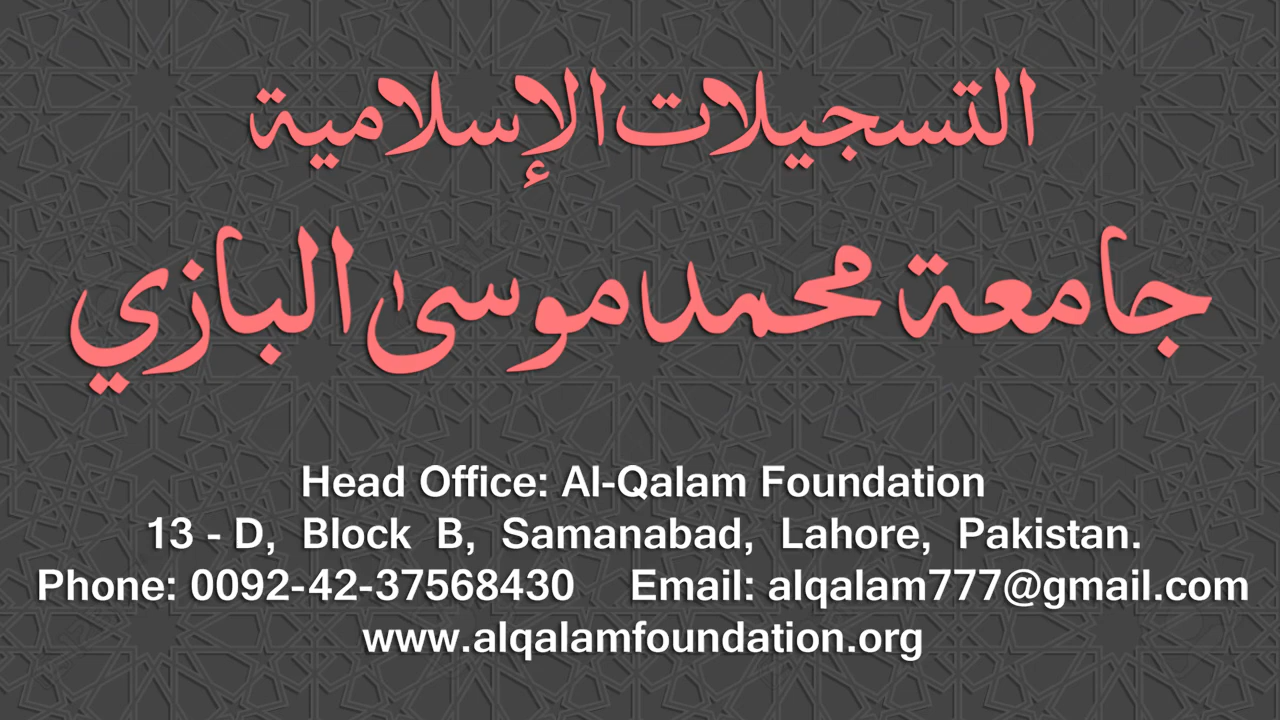 التسجيلات الإسلامية
جامعة محمد موسىٰ البازي
Head Office: Al-Qalam Foundation
13 - D, Block B, Samanabad, Lahore, Pakistan.
Phone: 0092-42-37568430 Email: alqalam777@gmail.com
www.alqalamfoundation.org